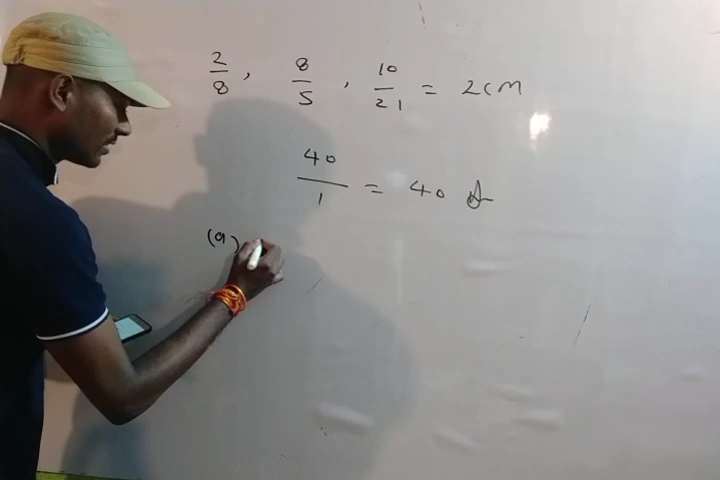 2/8, 8/5, 10/21 = 2cm
40/1 = 40
(a)